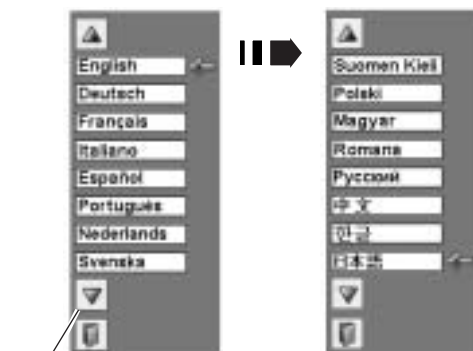 English
Deutsch
Français
Italiano
Español
Português
Nederlands
Svenska
Suomen Kieli
Polski
Magyar
Romana
Русский
中文
한글
日本語